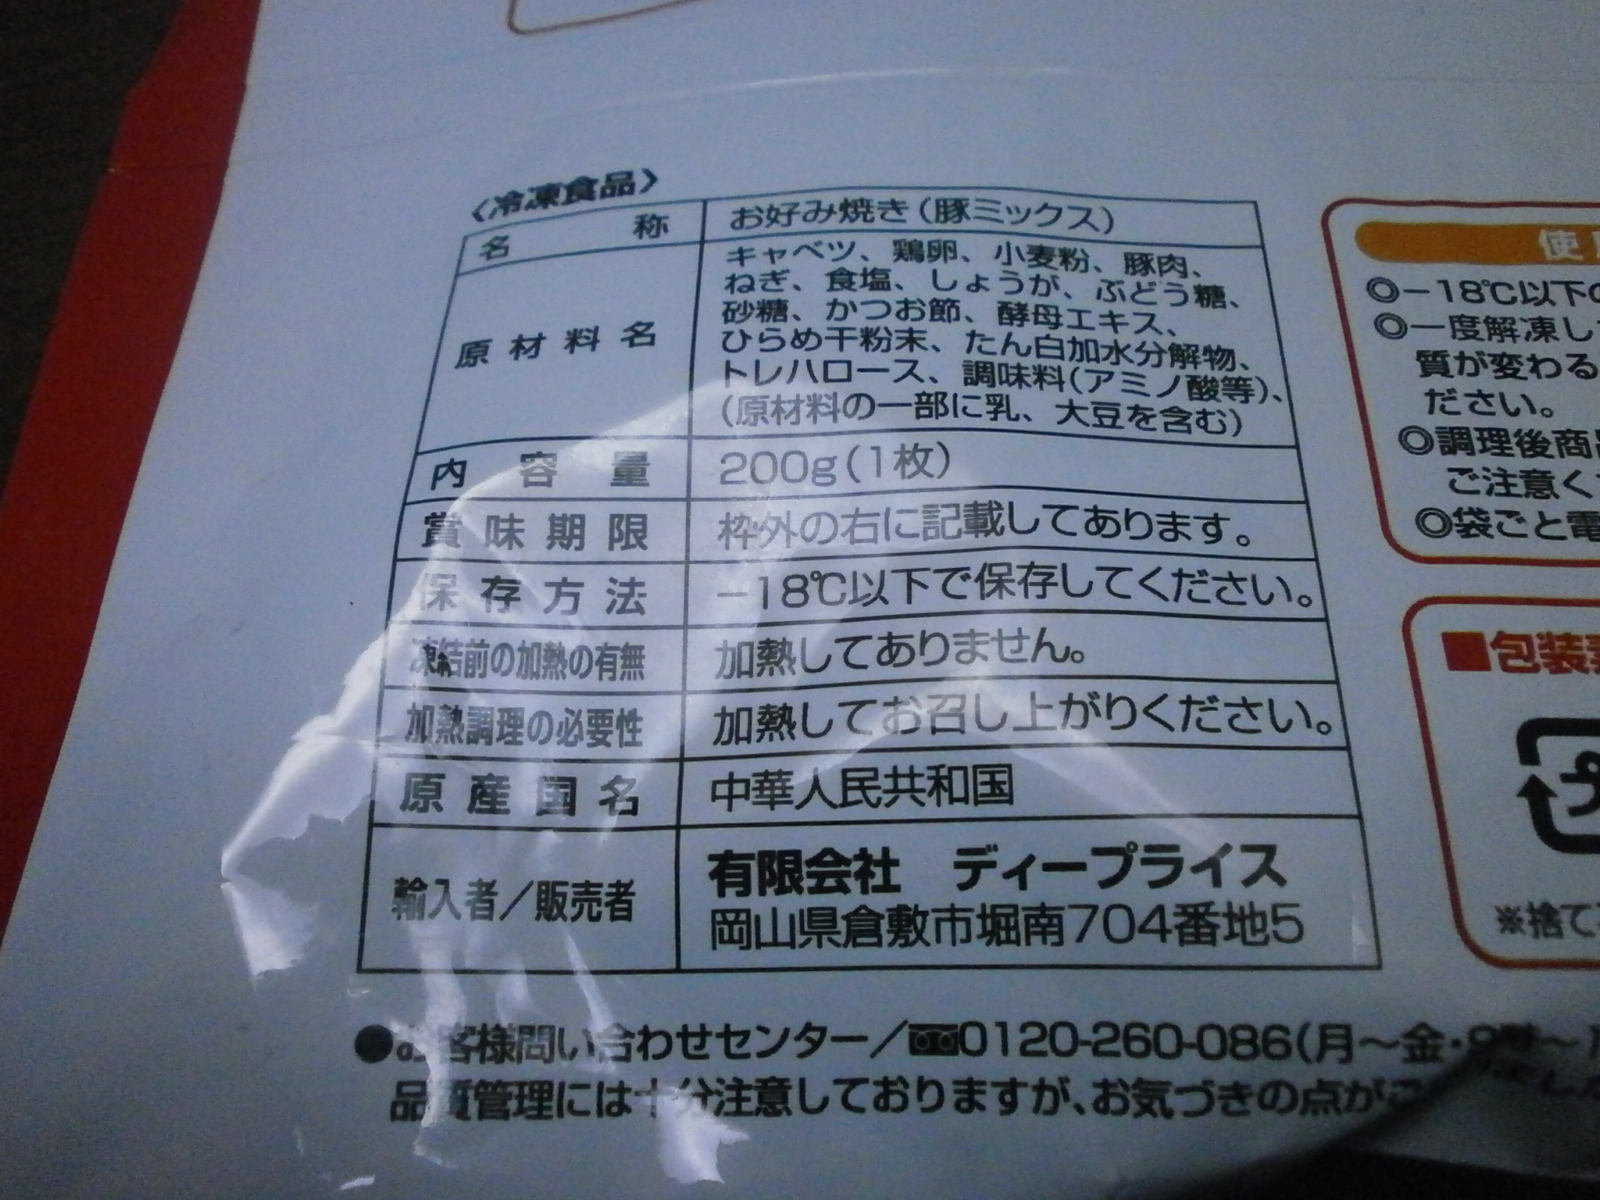 〈冷凍食品〉
名称 お好み焼き(豚ミックス)
原材料名 キャベツ、鶏卵、小麦粉、豚肉、
ねぎ、食塩、しょうが、ぶどう糖、
砂糖、かつお節、酵母エキス、
ひらめ干粉末、たん白加水分解物、
トレハロース、調味料(アミノ酸等)、
(原材料の一部に乳、大豆を含む)
内容量 200g(1枚)
賞味期限 枠外の右に記載してあります。
保存方法 −18℃以下で保存してください。
凍結前の加熱の有無 加熱してありません。
加熱調理の必要性 加熱してお召し上がりください。
原産国名 中華人民共和国
輸入者/販売者 有限会社 ディープライス
岡山県倉敷市堀南704番地5
●お客様問い合わせセンター/0120-260-086(月〜金・9時〜
品質管理には十分注意しておりますが、お気づきの点がご
使
◎−18℃以下の
◎一度解凍し
質が変わる
ださい。
◎調理後商品
ご注意く
◎袋ごと電
■包装
プ
※捨て